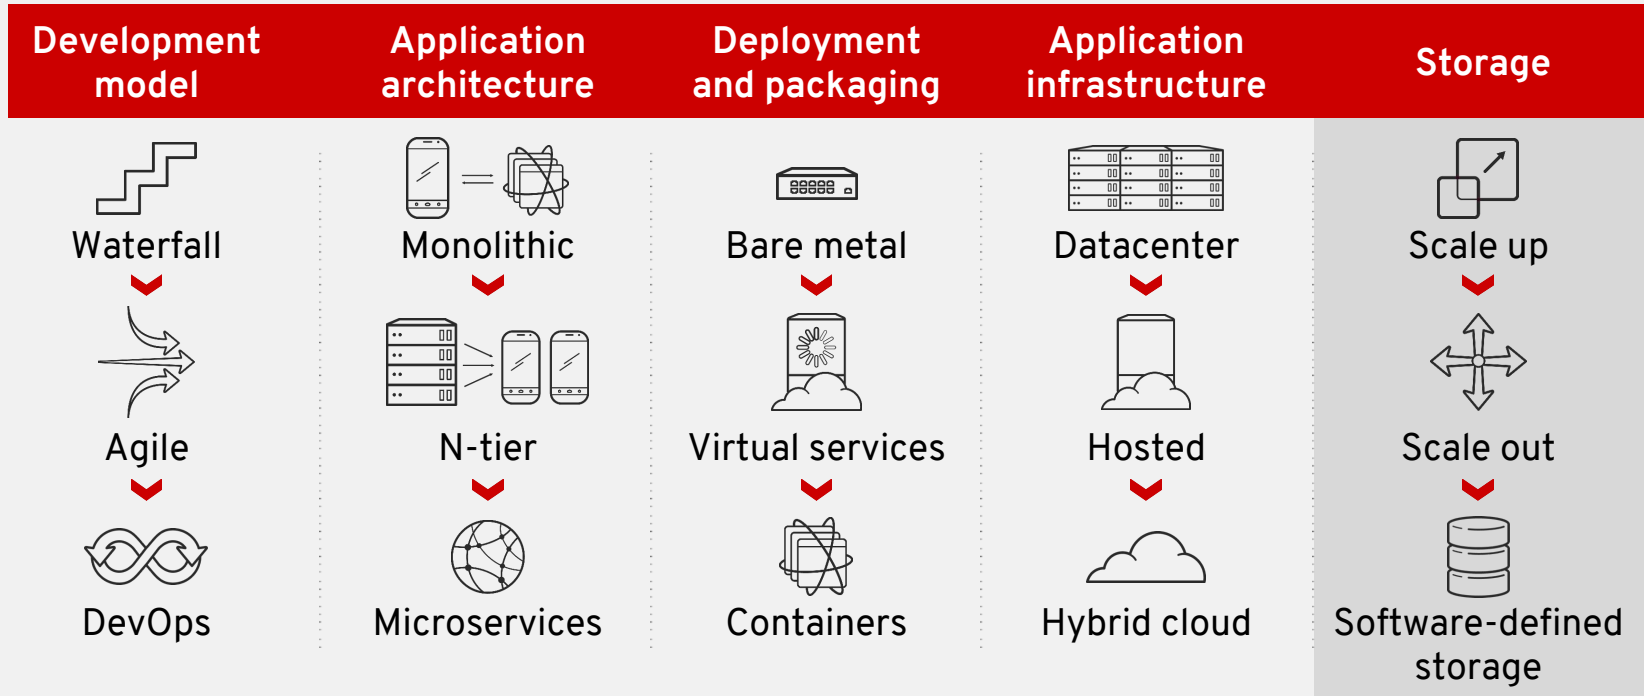 Development
model
Application
architecture
Deployment
and packaging
Application
infrastructure
Storage
Waterfall
Monolithic
Bare metal
Datacenter
Scale up
Agile
N-tier
Virtual services
Hosted
Scale out
DevOps
Microservices
Containers
Hybrid cloud
Software-defined
storage